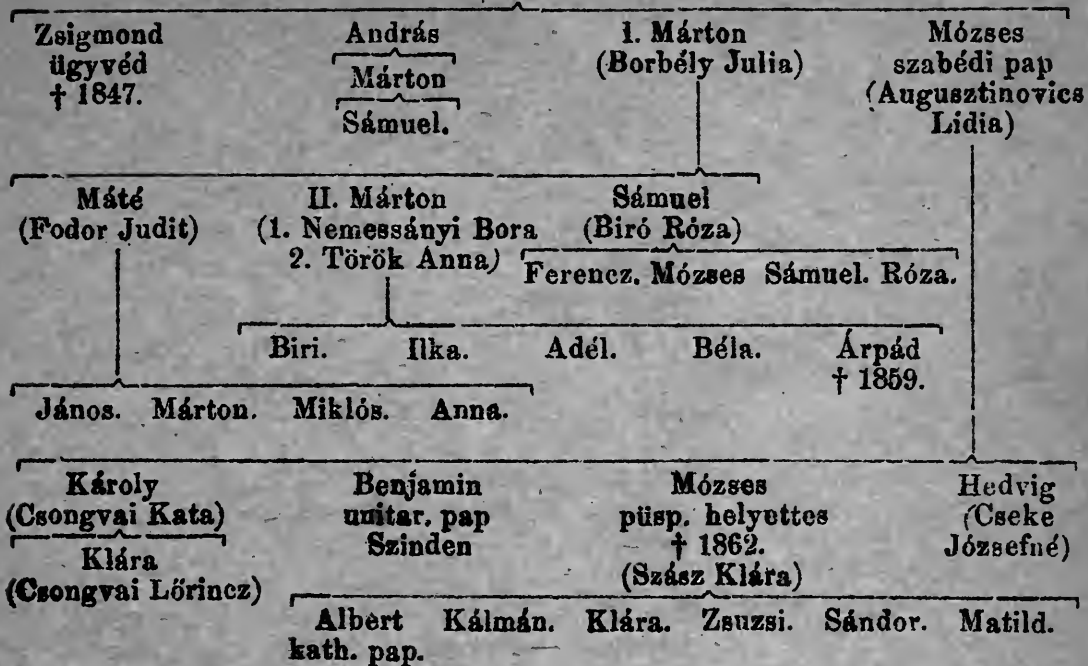 Zsigmond András I. Márton Mózses
ügyvéd (Borbély Julia) szabédi pap
† 1847. Márton (Augusztinovics
Sámuel. Lidia)
Máté II. Márton Sámuel
(Fodor Judit) (1. Nemessányi Bora (Biró Róza)
2. Török Anna) Ferencz. Mózses Sámuel. Róza.
Biri. Ilka. Adél. Béla. Árpád
† 1859.
János. Márton. Miklós. Anna.
Károly Benjamin Mózses Hedvig
(Csongvai Kata) unitar. pap püsp. helyettes (Cseke
Szinden † 1862. Józsefné)
Klára (Szász Klára)
(Csongvai Lőrincz)
Albert Kálmán. Klára. Zsuzsi. Sándor. Matild.
kath. pap.